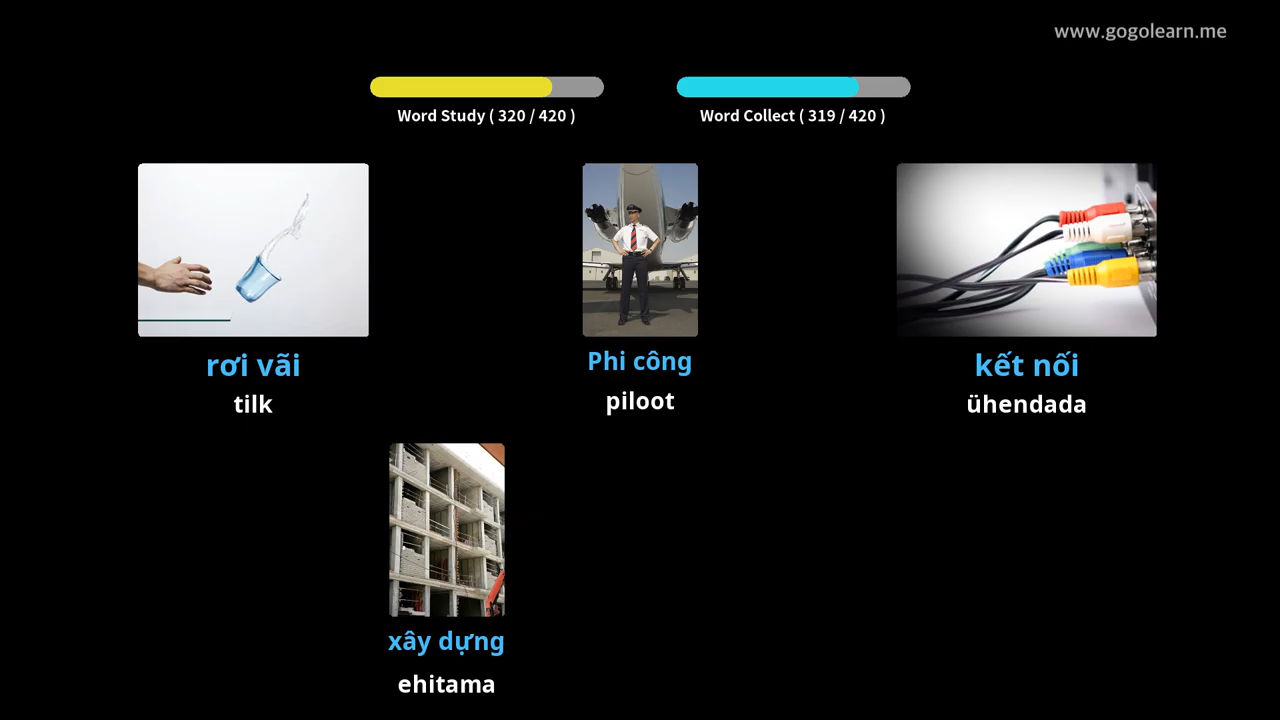 www.gogolearn.me
Word Study ( 320 / 420 )
Word Collect ( 319 / 420 )
rơi vãi
tilk
Phi công
piloot
kết nối
ühendada
xây dựng
ehitama